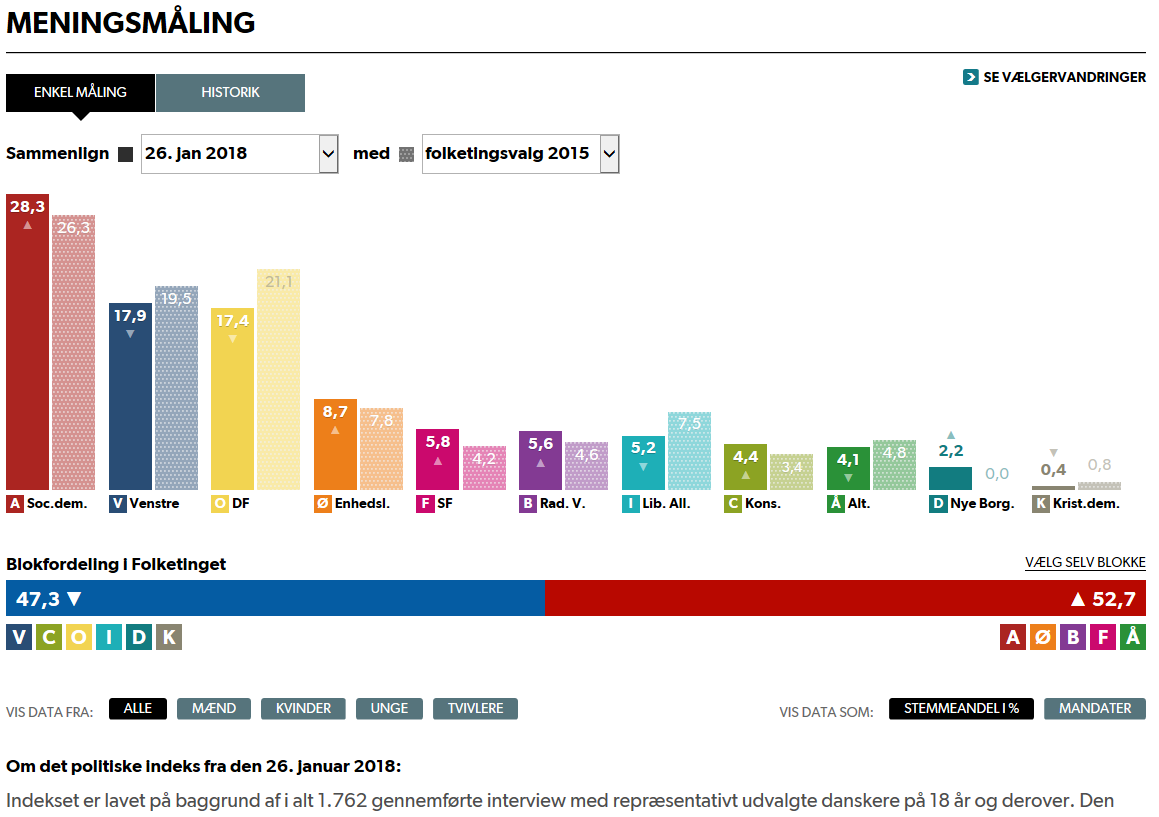 MENINGSMÅLING
ENKEL MÅLING HISTORIK
SE VÆLGERVANDRINGER
Sammenlign 26. jan 2018 med folketingsvalg 2015
28,3 26,3 17,9 19,5 17,4 21,1 8,7 7,8 5,8 4,2 5,6 4,6 5,2 7,5 4,4 3,4 4,1 4,8 2,2 0,0 0,4 0,8
A Soc.dem. V Venstre O DF Ø Enhedsl. F SF B Rad. V. I Lib. All. C Kons. Å Alt. D Nye Borg. K Krist.dem.
Blokfordeling I Folketinget VÆLG SELV BLOKKE
47,3 ▼ ▲ 52,7
V C O I D K A Ø B F Å
VIS DATA FRA: ALLE MÆND KVINDER UNGE TVIVLERE VIS DATA SOM: STEMMEANDEL I % MANDATER
Om det politiske indeks fra den 26. januar 2018:
Indekset er lavet på baggrund af i alt 1.762 gennemførte interview med repræsentativt udvalgte danskere på 18 år og derover. Den